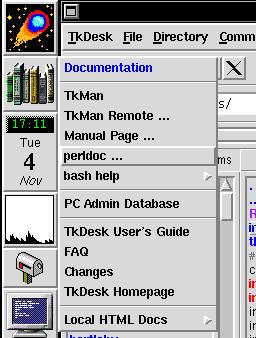 TkDesk File Directory Comm
Documentation
TkMan
TkMan Remote ...
s/
Manual Page ...
perldoc ...
ms
bash help
PC Admin Database
TkDesk User's Guide
FAQ
Changes
TkDesk Homepage
Local HTML Docs
17:11
Tue
4
Nov